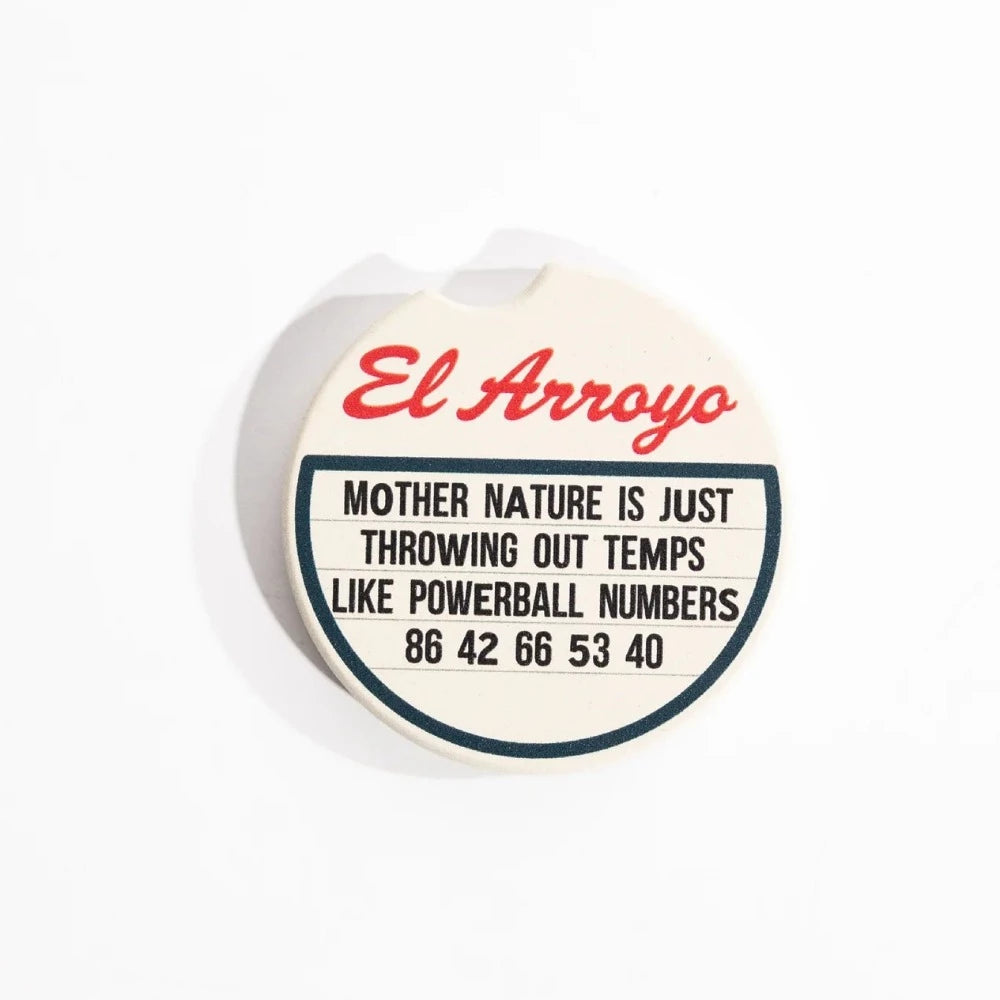 El Arroyo
MOTHER NATURE IS JUST
THROWING OUT TEMPS
LIKE POWERBALL NUMBERS
86 42 66 53 40